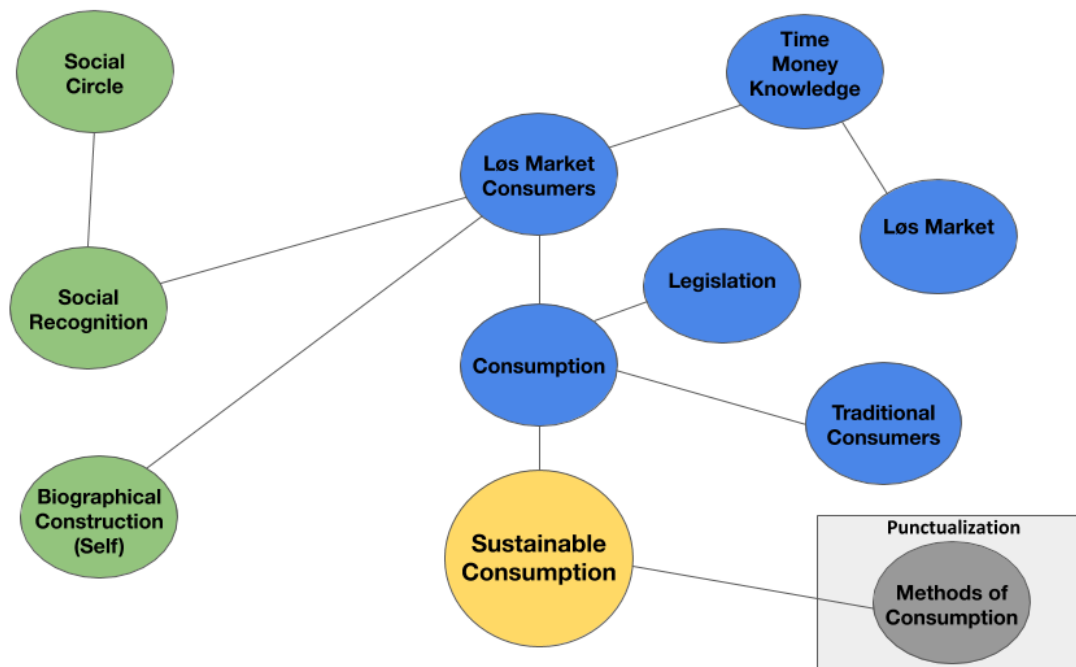 Social
Circle
Time
Money
Knowledge
Løs Market
Consumers
Løs Market
Social
Recognition
Legislation
Consumption
Traditional
Consumers
Biographical
Construction
(Self)
Sustainable
Consumption
Punctualization
Methods of
Consumption